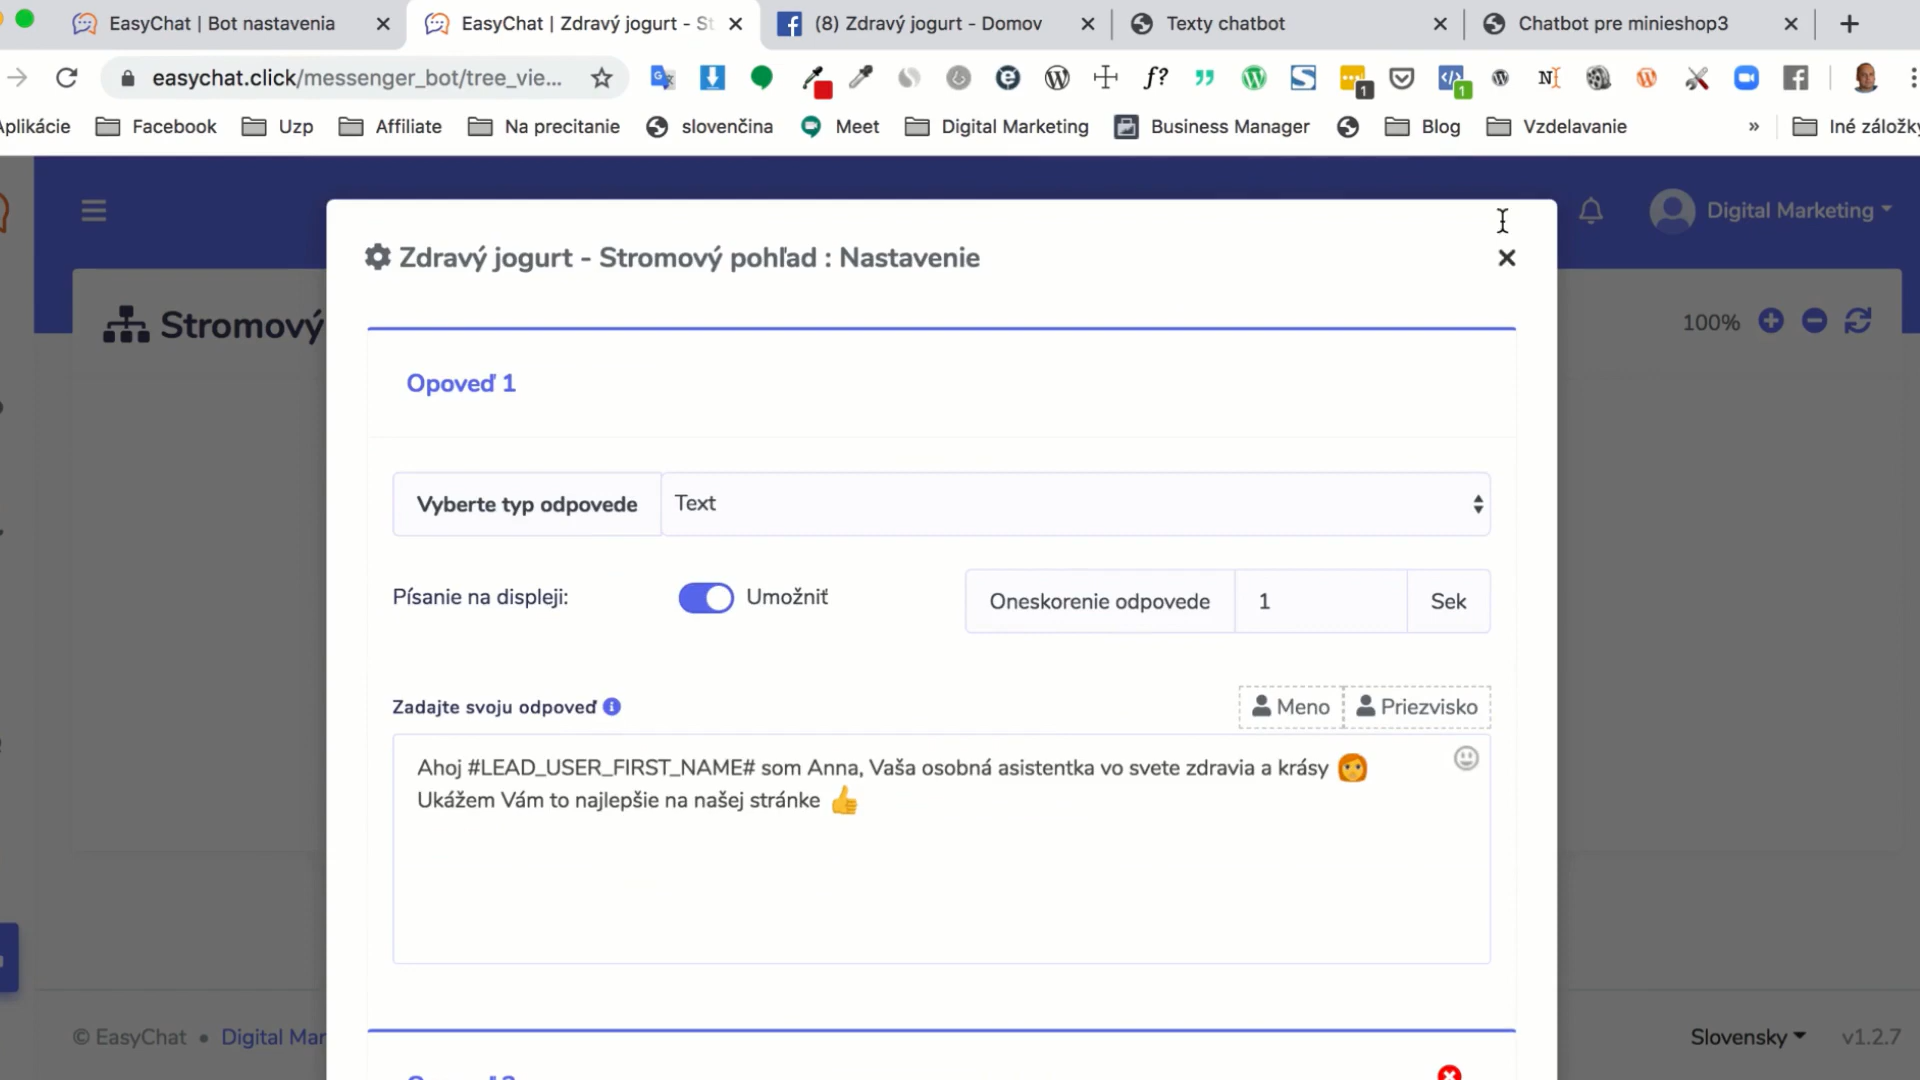 EasyChat | Bot nastavenia
EasyChat | Zdravý jogurt - St
(8) Zdravý jogurt - Domov
Texty chatbot
Chatbot pre minieshop3
easychat.click/messenger_bot/tree_vie...
1
1
plikácie
Facebook
Uzp
Affiliate
Na precitanie
slovenčina
Meet
Digital Marketing
Business Manager
Blog
Vzdelavanie
»
Iné záložky
Digital Marketing
Zdravý jogurt - Stromový pohľad : Nastavenie
Stromový
100%
Opoveď 1
Vyberte typ odpovede
Text
Písanie na displeji:
Umožniť
Oneskorenie odpovede
1
Sek
Zadajte svoju odpoveď
Meno
Priezvisko
Ahoj #LEAD_USER_FIRST_NAME# som Anna, Vaša osobná asistentka vo svete zdravia a krásy
Ukážem Vám to najlepšie na našej stránke
© EasyChat • Digital Mar
Slovensky
v1.2.7